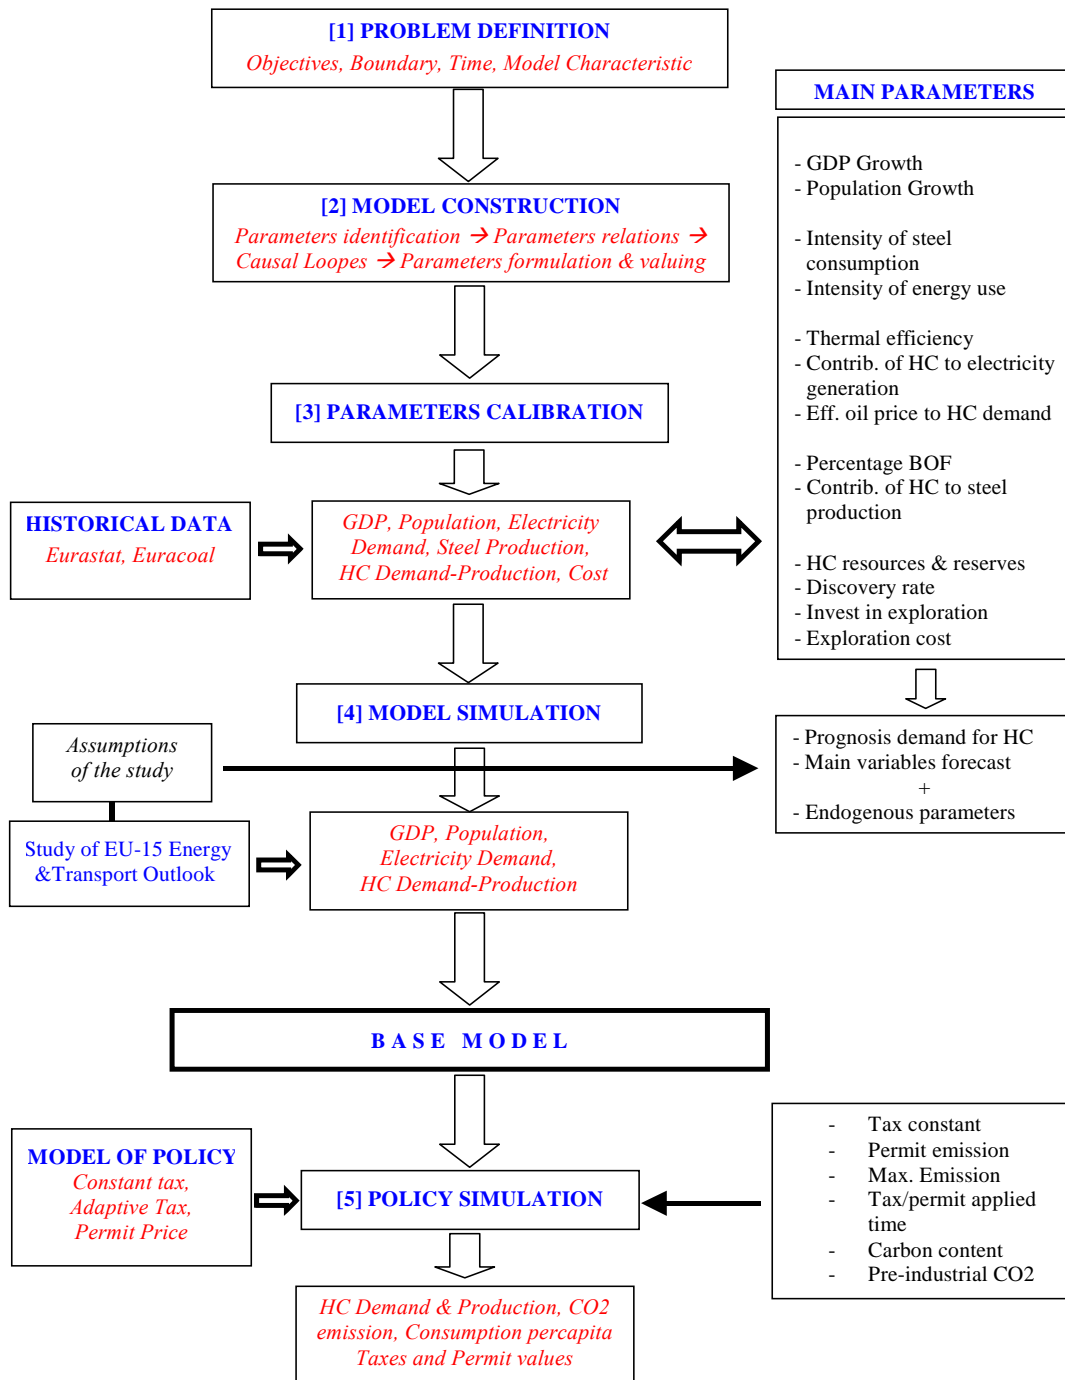 [1] PROBLEM DEFINITION
Objectives, Boundary, Time, Model Characteristic
MAIN PARAMETERS
- GDP Growth
- Population Growth
- Intensity of steel
consumption
- Intensity of energy use
- Thermal efficiency
- Contrib. of HC to electricity
generation
- Eff. oil price to HC demand
- Percentage BOF
- Contrib. of HC to steel
production
- HC resources & reserves
- Discovery rate
- Invest in exploration
- Exploration cost
[2] MODEL CONSTRUCTION
Parameters identification → Parameters relations →
Causal Loopes → Parameters formulation & valuing
[3] PARAMETERS CALIBRATION
HISTORICAL DATA
Eurastat, Euracoal
GDP, Population, Electricity
Demand, Steel Production,
HC Demand-Production, Cost
[4] MODEL SIMULATION
Assumptions
of the study
- Prognosis demand for HC
- Main variables forecast
+
- Endogenous parameters
Study of EU-15 Energy
&Transport Outlook
GDP, Population,
Electricity Demand,
HC Demand-Production
BASE MODEL
MODEL OF POLICY
Constant tax,
Adaptive Tax,
Permit Price
[5] POLICY SIMULATION
- Tax constant
- Permit emission
- Max. Emission
- Tax/permit applied
time
- Carbon content
- Pre-industrial CO2
HC Demand & Production, CO2
emission, Consumption percapita
Taxes and Permit values